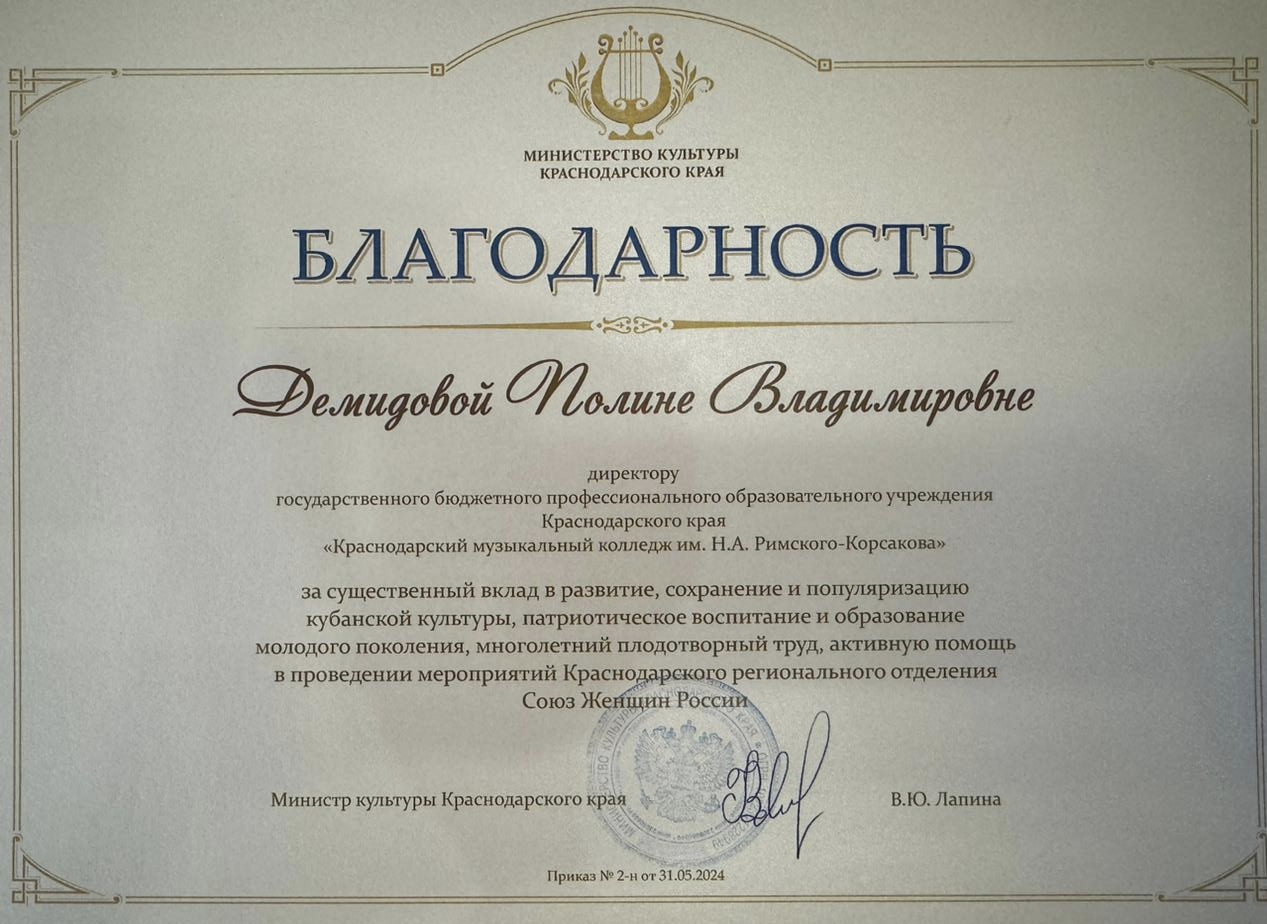 МИНИСТЕРСТВО КУЛЬТУРЫ
КРАСНОДАРСКОГО КРАЯ
БЛАГОДАРНОСТЬ
Демидовой Полине Владимировне
директору
государственного бюджетного профессионального образовательного учреждения
Краснодарского края
«Краснодарский музыкальный колледж им. Н.А. Римского-Корсакова»
за существенный вклад в развитие, сохранение и популяризацию
кубанской культуры, патриотическое воспитание и образование
молодого поколения, многолетний плодотворный труд, активную помощь
в проведении мероприятий Краснодарского регионального отделения
Союз Женщин России
Министр культуры Краснодарского края
В.Ю. Лапина
Приказ № 2-н от 31.05.2024